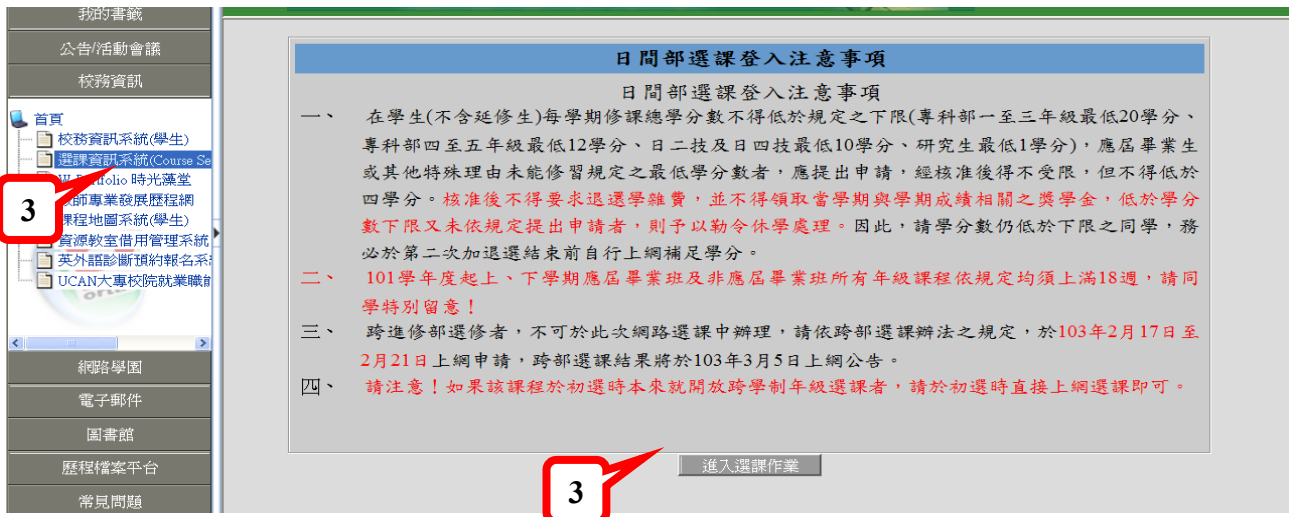 我的書籤
公告/活動會議
校務資訊
首頁
校務資訊系統(學生)
選課資訊系統(Course Se
時光藻堂
師專業發展歷程網
課程地圖系統(學生)
資源教室借用管理系統
英外語診斷預約報名系統
UCAN大專校院就業職能
3
網路學園
電子郵件
圖書館
歷程檔案平台
常見問題
日間部選課登入注意事項
日間部選課登入注意事項
一、 在學生(不含延修生)每學期修課總學分數不得低於規定之下限(專科部一至三年級最低20學分、
專科部四至五年級最低12學分、日二技及日四技最低10學分、研究生最低1學分)，應屆畢業生
或其他特殊理由未能修習規定之最低學分數者，應提出申請，經核准後得不受限，但不得低於
四學分。核准後不得要求退還學雜費，並不得領取當學期與學期成績相關之獎學金，低於學分
數下限又未依規定提出申請者，則予以勒令休學處理。因此，請學分數仍低於下限之同學，務
必於第二次加退選結束前自行上網補足學分。
二、 101學年度起上、下學期應屆畢業班及非應屆畢業班所有年級課程依規定均須上滿18週，請同
學特別留意！
三、 跨進修部選修者，不可於此次網路選課中辦理，請依跨部選課辦法之規定，於103年2月17日至
2月21日上網申請，跨部選課結果將於103年3月5日上網公告。
四、 請注意！如果該課程於初選時本來就開放跨學制年級選課者，請於初選時直接上網選課即可。
進入選課作業
3